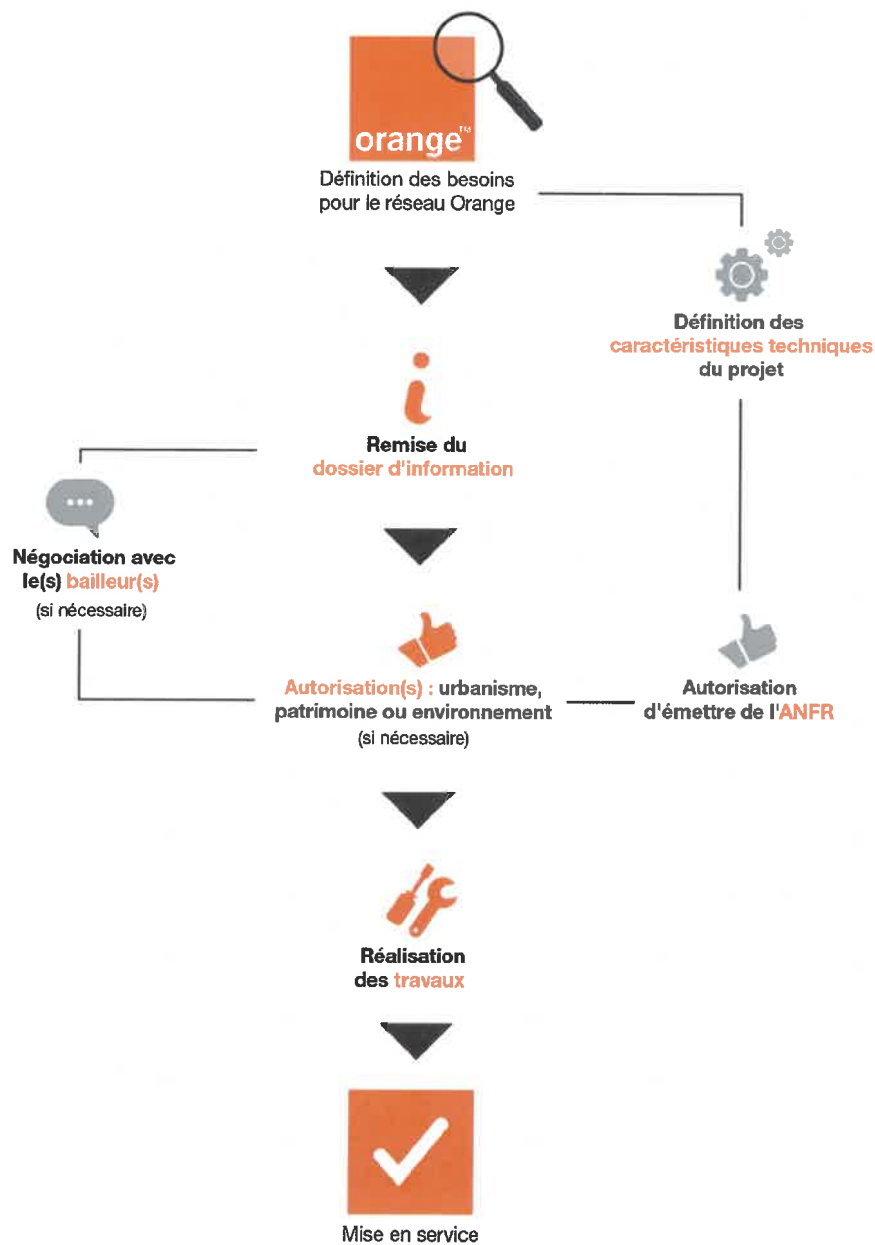 orange™
Définition des besoins
pour le réseau Orange
Définition des
caractéristiques techniques
du projet
Remise du
dossier d'information
Négociation avec
le(s) bailleur(s)
(si nécessaire)
Autorisation(s) : urbanisme,
patrimoine ou environnement
(si nécessaire)
Autorisation
d'émettre de l'ANFR
Réalisation
des travaux
Mise en service